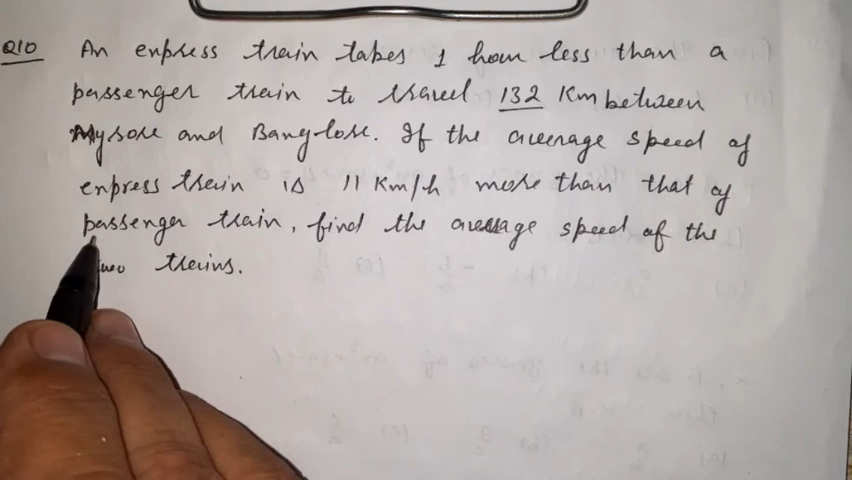 Q10 An express train takes 1 hour less than a
passenger train to travel 132 Km between
Mysore and Banglore. If the average speed of
express train is 11 Km/h more than that of
passenger train, find the average speed of the
two trains.